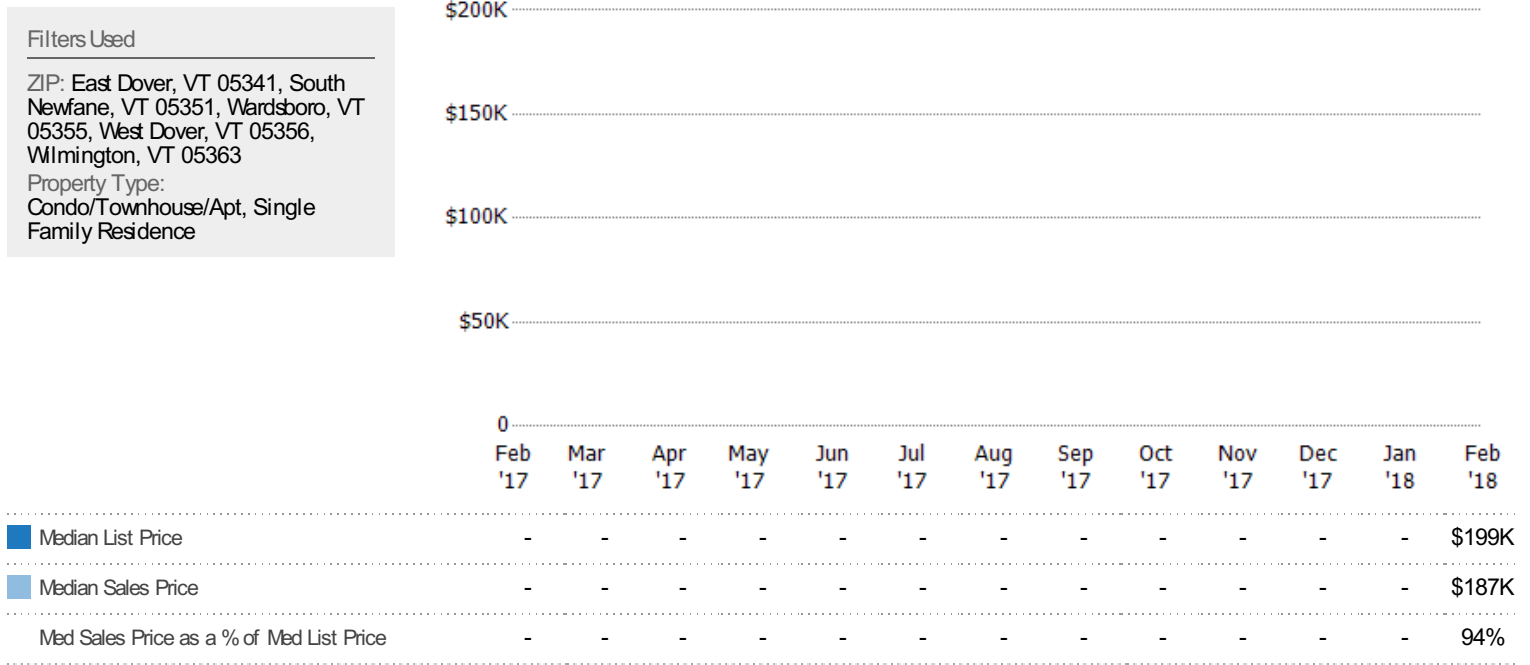 Filters Used
ZIP: East Dover, VT 05341, South
Newfane, VT 05351, Wardsboro, VT
05355, West Dover, VT 05356,
Wilmington, VT 05363
Property Type:
Condo/Townhouse/Apt, Single
Family Residence
$200K
$150K
$100K
$50K
0
Feb Mar Apr May Jun Jul Aug Sep Oct Nov Dec Jan Feb
'17 '17 '17 '17 '17 '17 '17 '17 '17 '17 '17 '18 '18
Median List Price - - - - - - - - - - - - $199K
Median Sales Price - - - - - - - - - - - - $187K
Med Sales Price as a % of Med List Price - - - - - - - - - - - - 94%